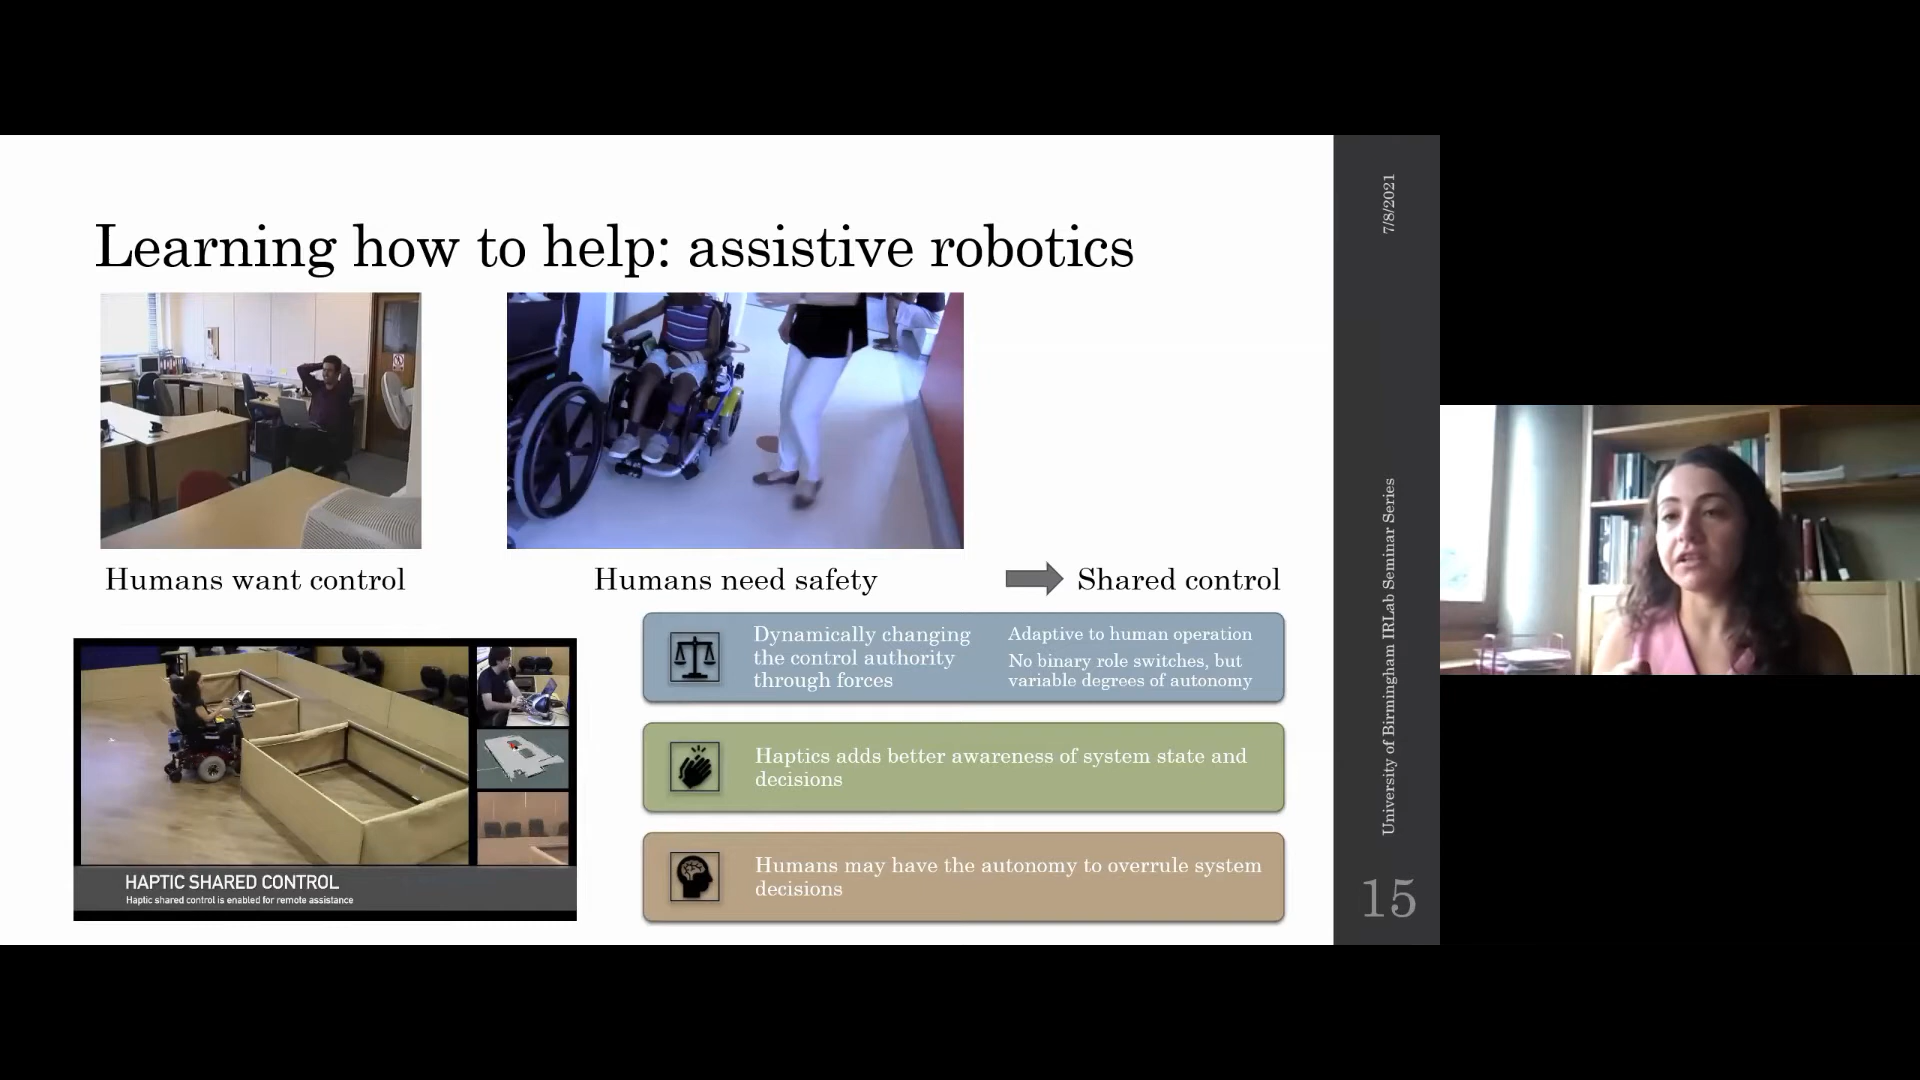 Learning how to help: assistive robotics
Humans want control
Humans need safety
Shared control
Dynamically changing
the control authority
through forces
Adaptive to human operation
No binary role switches, but
variable degrees of autonomy
Haptics adds better awareness of system state and
decisions
Humans may have the autonomy to overrule system
decisions
HAPTIC SHARED CONTROL
Haptic shared control is enabled for remote assistance
7/8/2021
University of Birmingham IRLab Seminar Series
15